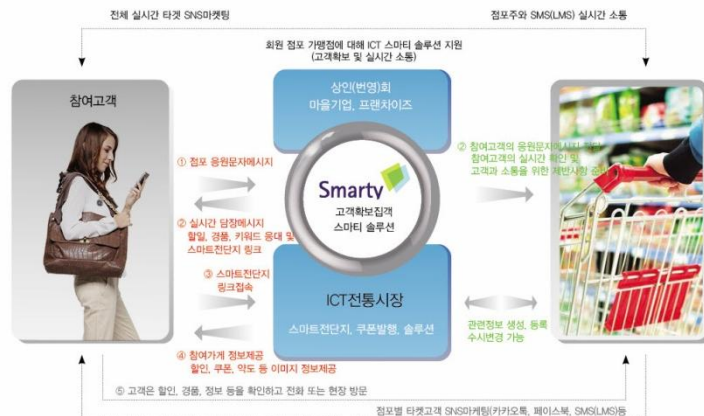 전체 실시간 타겟 SNS마켓팅
점포주와 SMS(LMS) 실시간 소통
회원 점포 가맹점에 대해 ICT 스마티 솔루션 지원
(고객확보 및 실시간 소통)
참여고객
상인(번영)회
마을기업, 프랜차이즈
① 점포 응원문자메시지
② 참여고객의 응원문자메시지
참여고객의 실시간 확인 및
고객과 소통을 위한 제반사항
Smarty
고객확보집객
스마티 솔루션
② 실시간 답장메시지
할일, 경품, 키워드 응대 및
스마트전단지 링크
③ 스마트전단지
링크접속
ICT전통시장
스마트전단지, 쿠폰발행, 솔루션
관련정보 생성, 등록
수시변경 가능
④ 참여가게 정보제공
할인, 쿠폰, 약도 등 이미지 정보제공
⑤ 고객은 할인, 경품, 정보 등을 확인하고 전화 또는 현장 방문
점포별 타켓고객 SNS마케팅(카카오톡, 페이스북, SMS(LMS)등